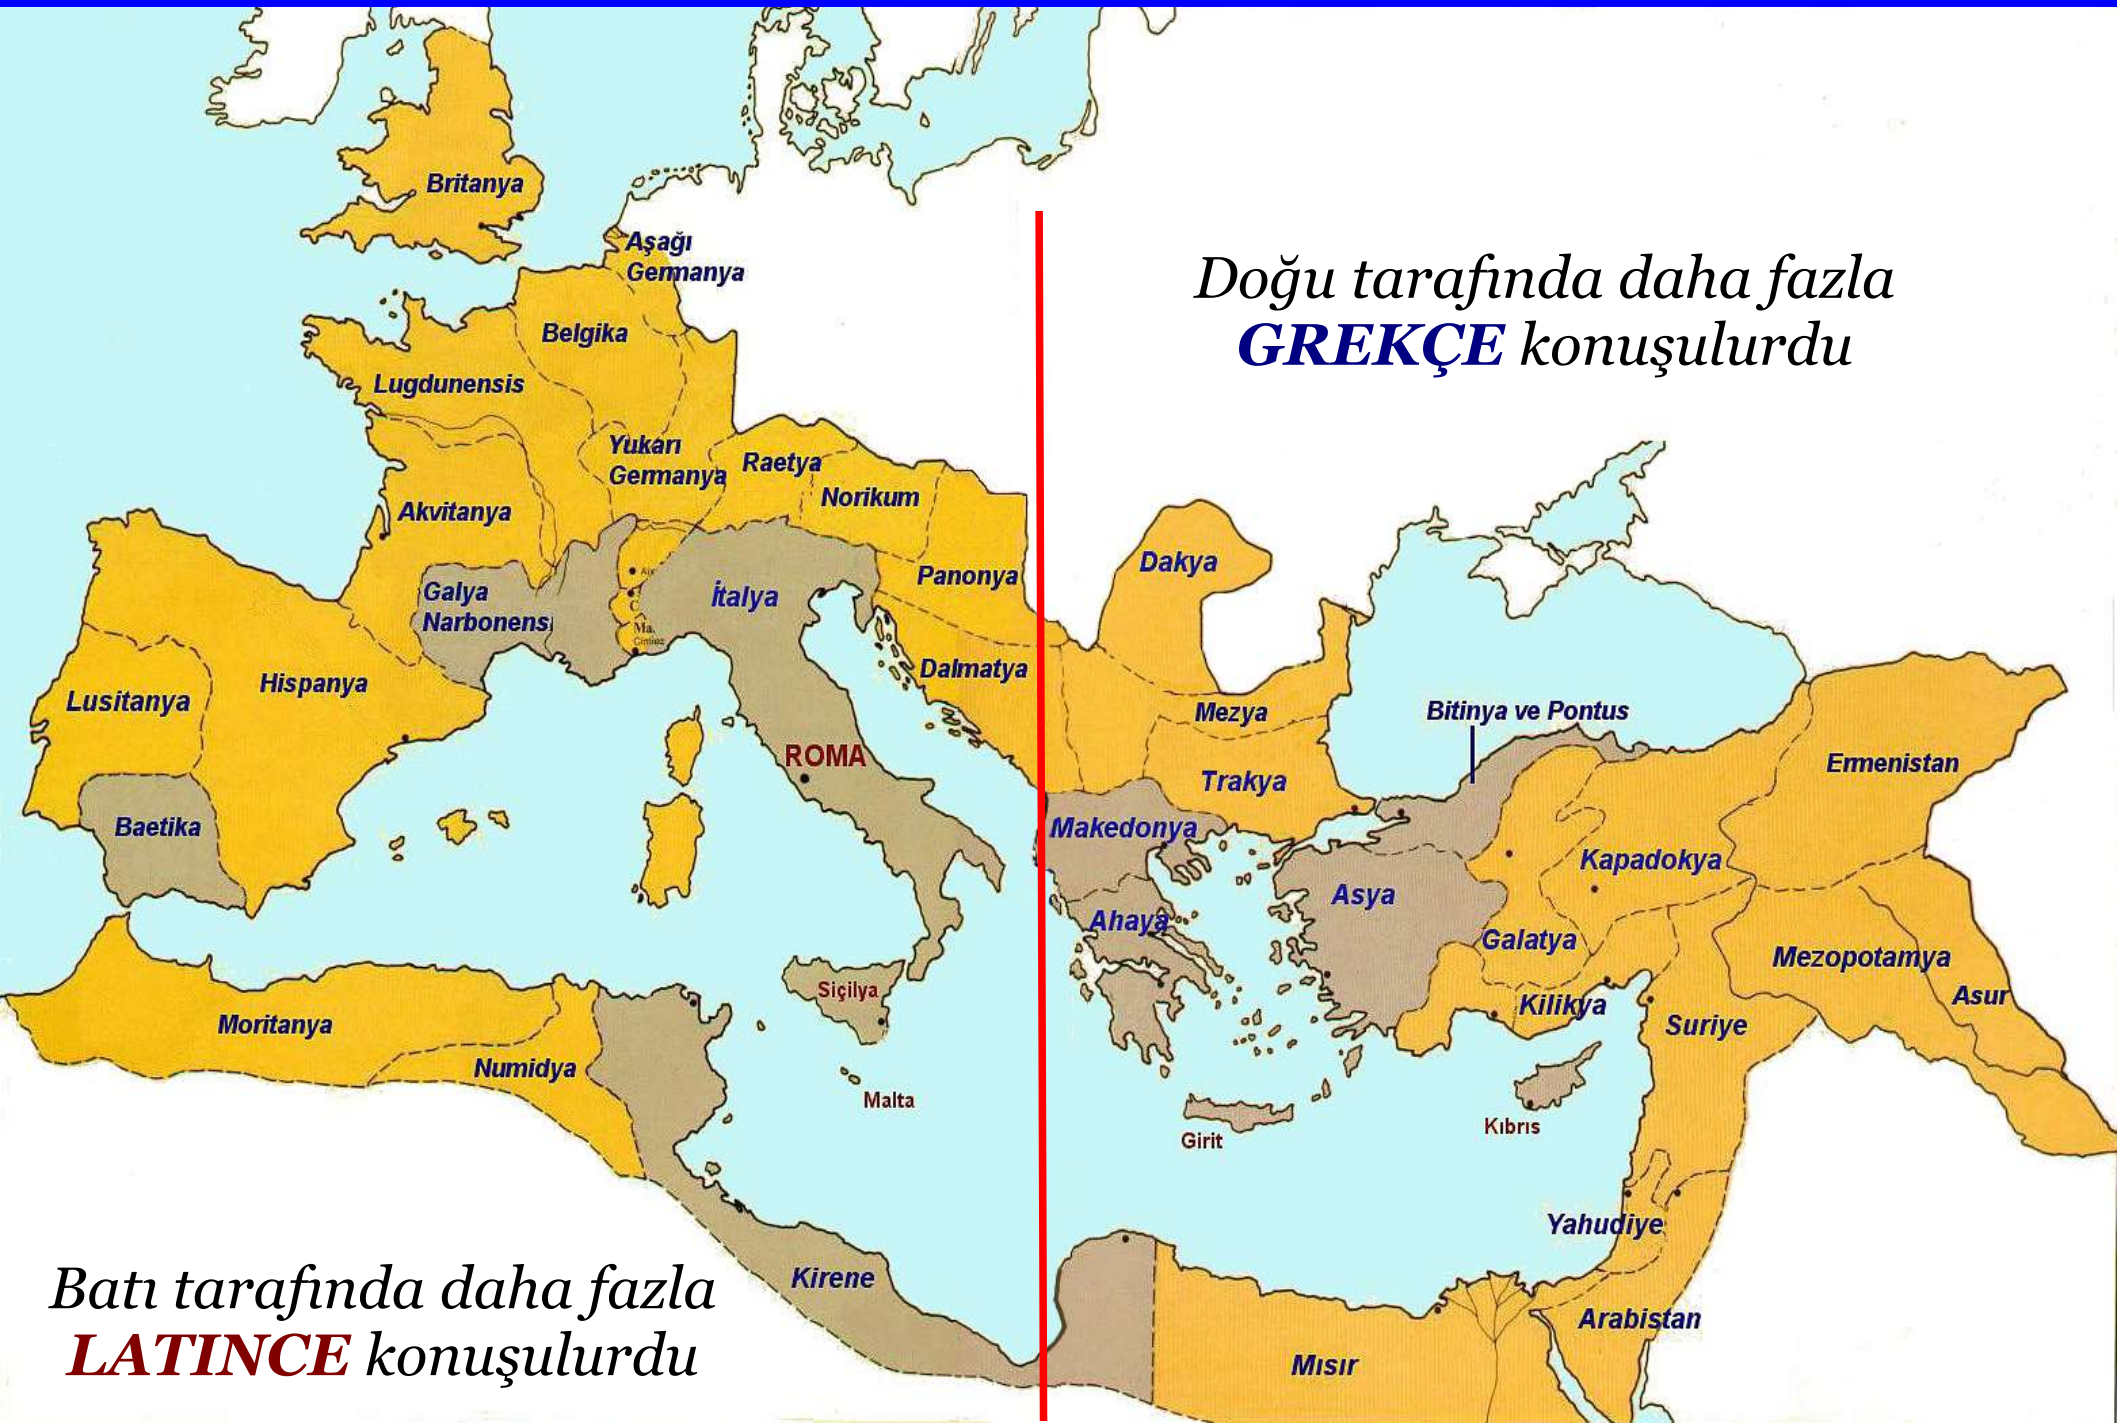 Britanya
Aşağı
Germanya
Belgika
Lugdunensis
Yukarı
Germanya
Raetya
Norikum
Akvitanya
Galya
Narbonens
İtalya
Panonya
Dalmatya
Lusitanya
Hispanya
Baetika
ROMA
Siçilya
Malta
Moritanya
Numidya
Kirene
Batı tarafında daha fazla
LATINCE konuşulurdu
Doğu tarafında daha fazla
GREKÇE konuşulurdu
Dakya
Mezya
Trakya
Bitinya ve Pontus
Ermenistan
Makedonya
Ahaya
Asya
Kapadokya
Galatya
Kilikya
Mezopotamya
Asur
Suriye
Girit
Kıbrıs
Yahudiye
Arabistan
Mısır